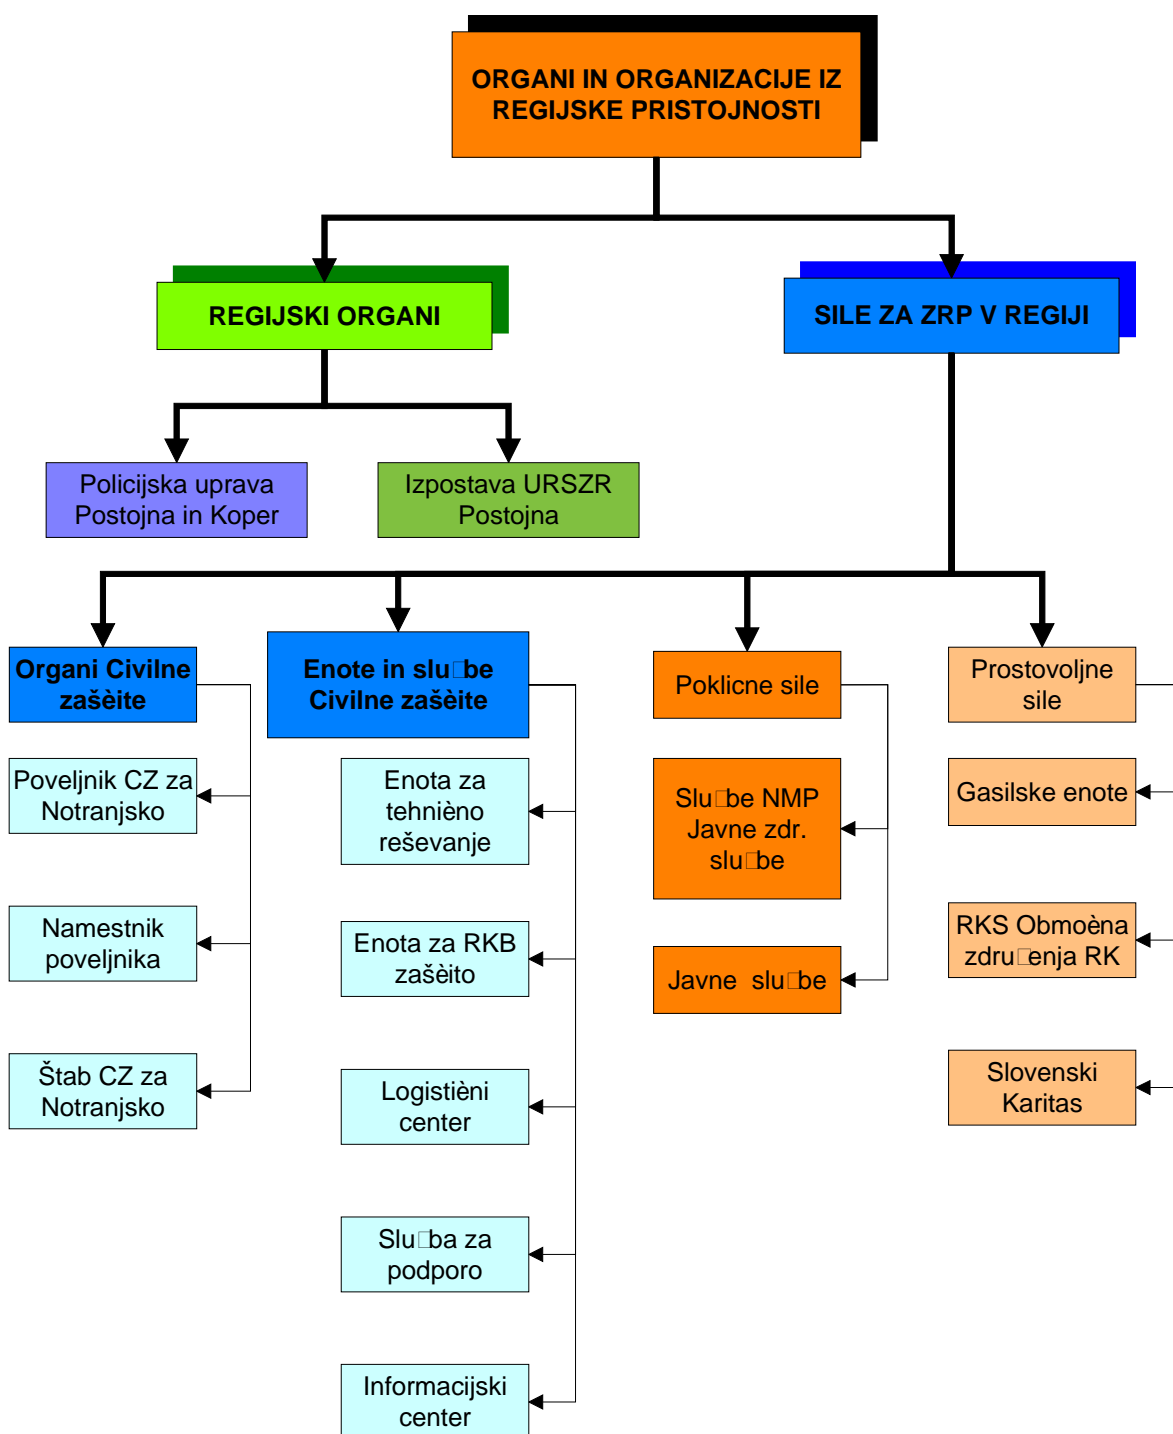 ORGANI IN ORGANIZACIJE IZ
REGIJSKE PRISTOJNOSTI
REGIJSKI ORGANI
SILE ZA ZRP V REGIJI
Policijska uprava
Postojna in Koper
Izpostava URSZR
Postojna
Organi Civilne
zašèite
Poveljnik CZ za
Notranjsko
Namestnik
poveljnika
Štab CZ za
Notranjsko
Enote in slu□be
Civilne zašèite
Enota za
tehnièno
reševanje
Enota za RKB
zašèito
Logistièni
center
Slu□ba za
podporo
Informacijski
center
Poklicne sile
Slu□be NMP
Javne zdr.
slu□be
Javne slu□be
Prostovoljne
sile
Gasilske enote
RKS Obmoèna
zdru□enja RK
Slovenski
Karitas